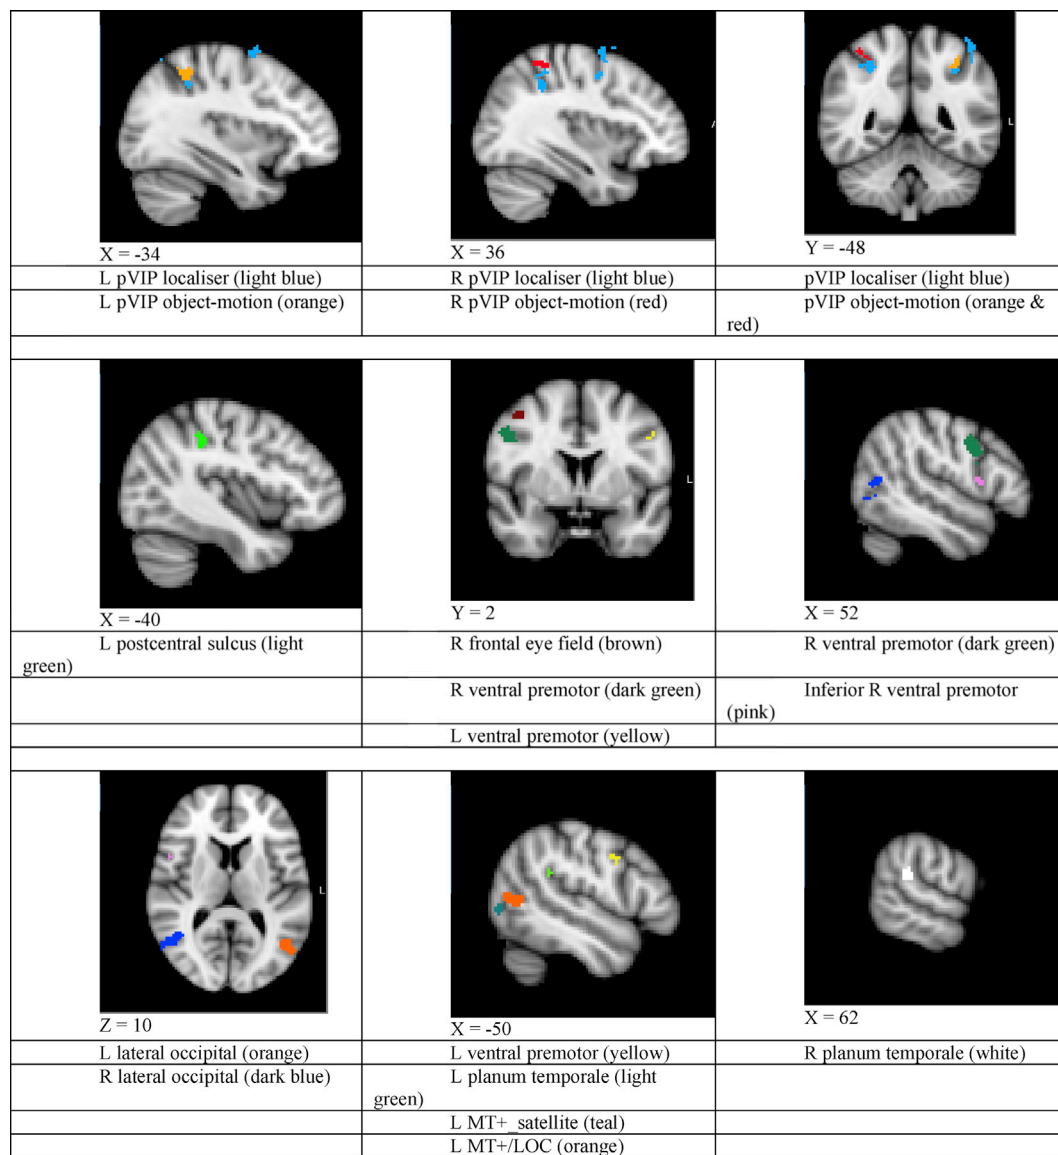 L
X = -34
X = 36
Y = -48
L pVIP localiser (light blue)
R pVIP localiser (light blue)
pVIP localiser (light blue)
L pVIP object-motion (orange)
R pVIP object-motion (red)
pVIP object-motion (orange &
red)
L
X = -40
Y = 2
X = 52
L postcentral sulcus (light
green)
R frontal eye field (brown)
R ventral premotor (dark green)
R ventral premotor (dark green)
Inferior R ventral premotor
(pink)
L ventral premotor (yellow)
L
Z = 10
X = -50
X = 62
L lateral occipital (orange)
L ventral premotor (yellow)
R planum temporale (white)
R lateral occipital (dark blue)
L planum temporale (light
green)
L MT+_satellite (teal)
L MT+/LOC (orange)